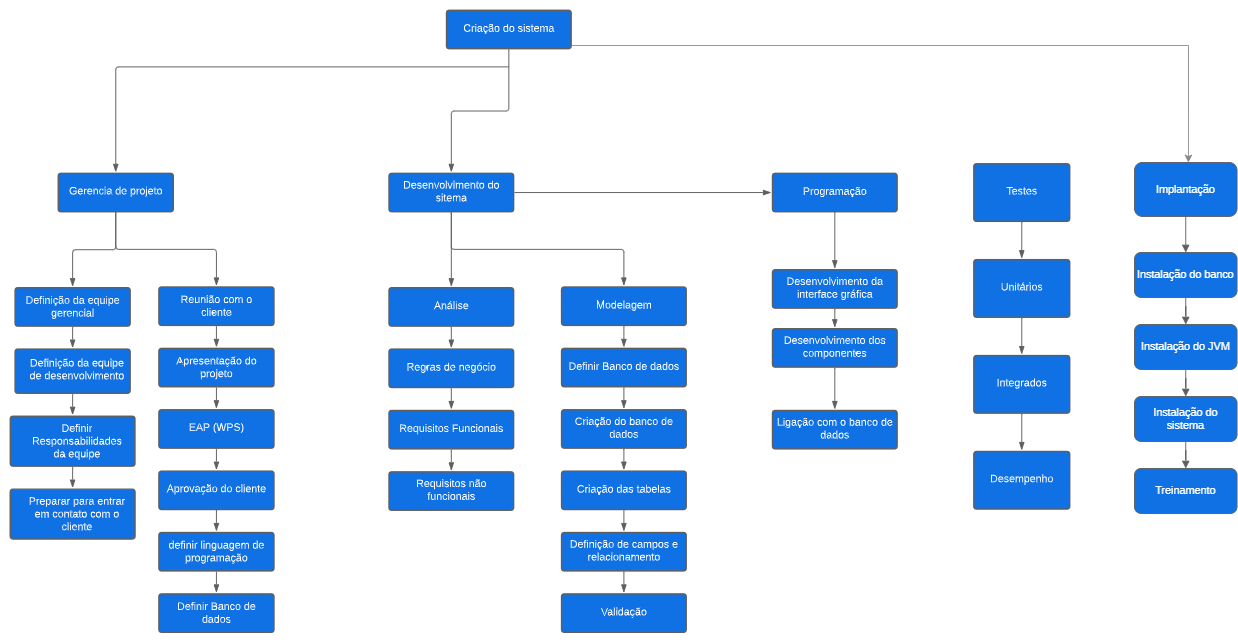 Criação do sistema
Gerencia de projeto
Definição da equipe
gerencial
Definição da equipe
de desenvolvimento
Definir
Responsabilidades
da equipe
Preparar para entrar
em contato com o
cliente
Reunião com o
cliente
Apresentação do
projeto
EAP (WPS)
Aprovação do cliente
definir linguagem de
programação
Definir Banco de
dados
Desenvolvimento do
sitema
Análise
Regras de negócio
Requisitos Funcionais
Requisitos não
funcionais
Modelagem
Definir Banco de dados
Criação do banco de
dados
Criação das tabelas
Definição de campos e
relacionamento
Validação
Programação
Desenvolvimento da
interface gráfica
Desenvolvimento dos
componentes
Ligação com o banco de
dados
Testes
Unitários
Integrados
Desempenho
Implantação
Instalação do banco
Instalação do JVM
Instalação do
sistema
Treinamento